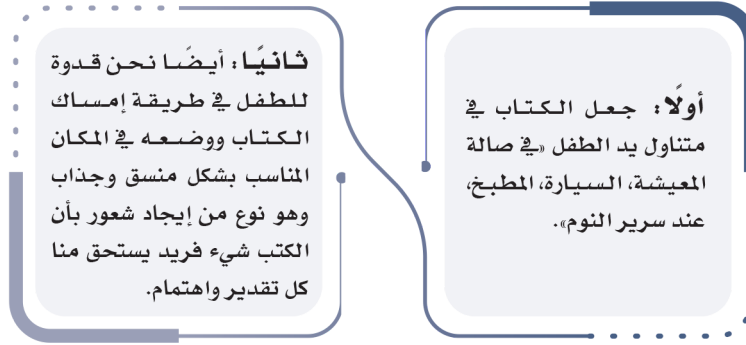 أولًا: جعل الكتاب في
متناول يد الطفل «في صالة
المعيشة، السيارة، المطبخ،
عند سرير النوم».
ثانيًا: أيضًا نحن قدوة
للطفل في طريقة إمساك
الكتاب ووضعه في المكان
المناسب بشكل منسق وجذاب
وهو نوع من إيجاد شعور بأن
الكتب شيء فريد يستحق منا
كل تقدير واهتمام.